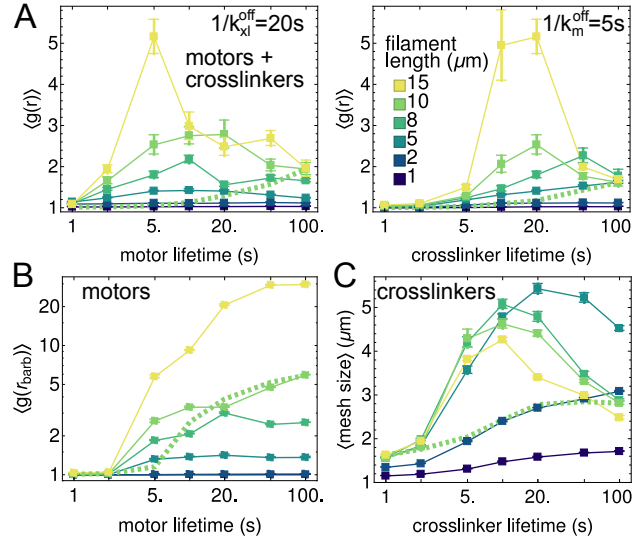 A
1/k_xl^off=20s
motors +
crosslinkers
⟨g(r)⟩
5
4
3
2
1
1 5. 10. 20. 100.
motor lifetime (s)
1/k_m^off=5s
filament
length (μm)
15
10
8
5
2
1
⟨g(r)⟩
5
4
3
2
1
1 5. 20. 100.
crosslinker lifetime (s)
B
motors
⟨g(r_barb)⟩
20
10
5
2
1
1 5. 20. 100.
motor lifetime (s)
C
crosslinkers
⟨mesh size⟩ (μm)
5
4
3
2
1
1 5. 20. 100.
crosslinker lifetime (s)